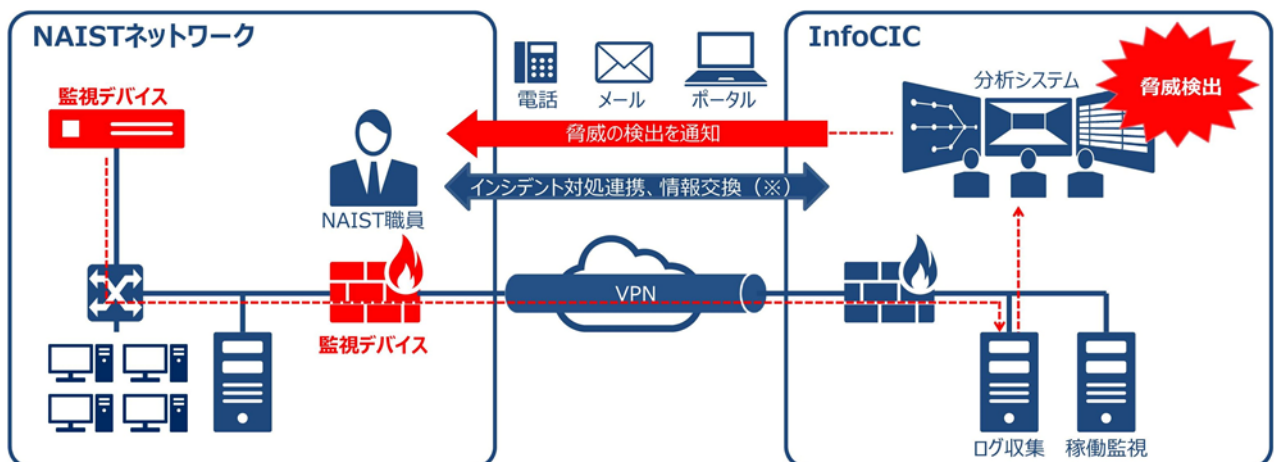 NAISTネットワーク
監視デバイス
NAIST職員
監視デバイス
電話
メール
ポータル
脅威の検出を通知
インシデント対処連携、情報交換（※）
VPN
InfoCIC
分析システム
脅威検出
ログ収集
稼働監視